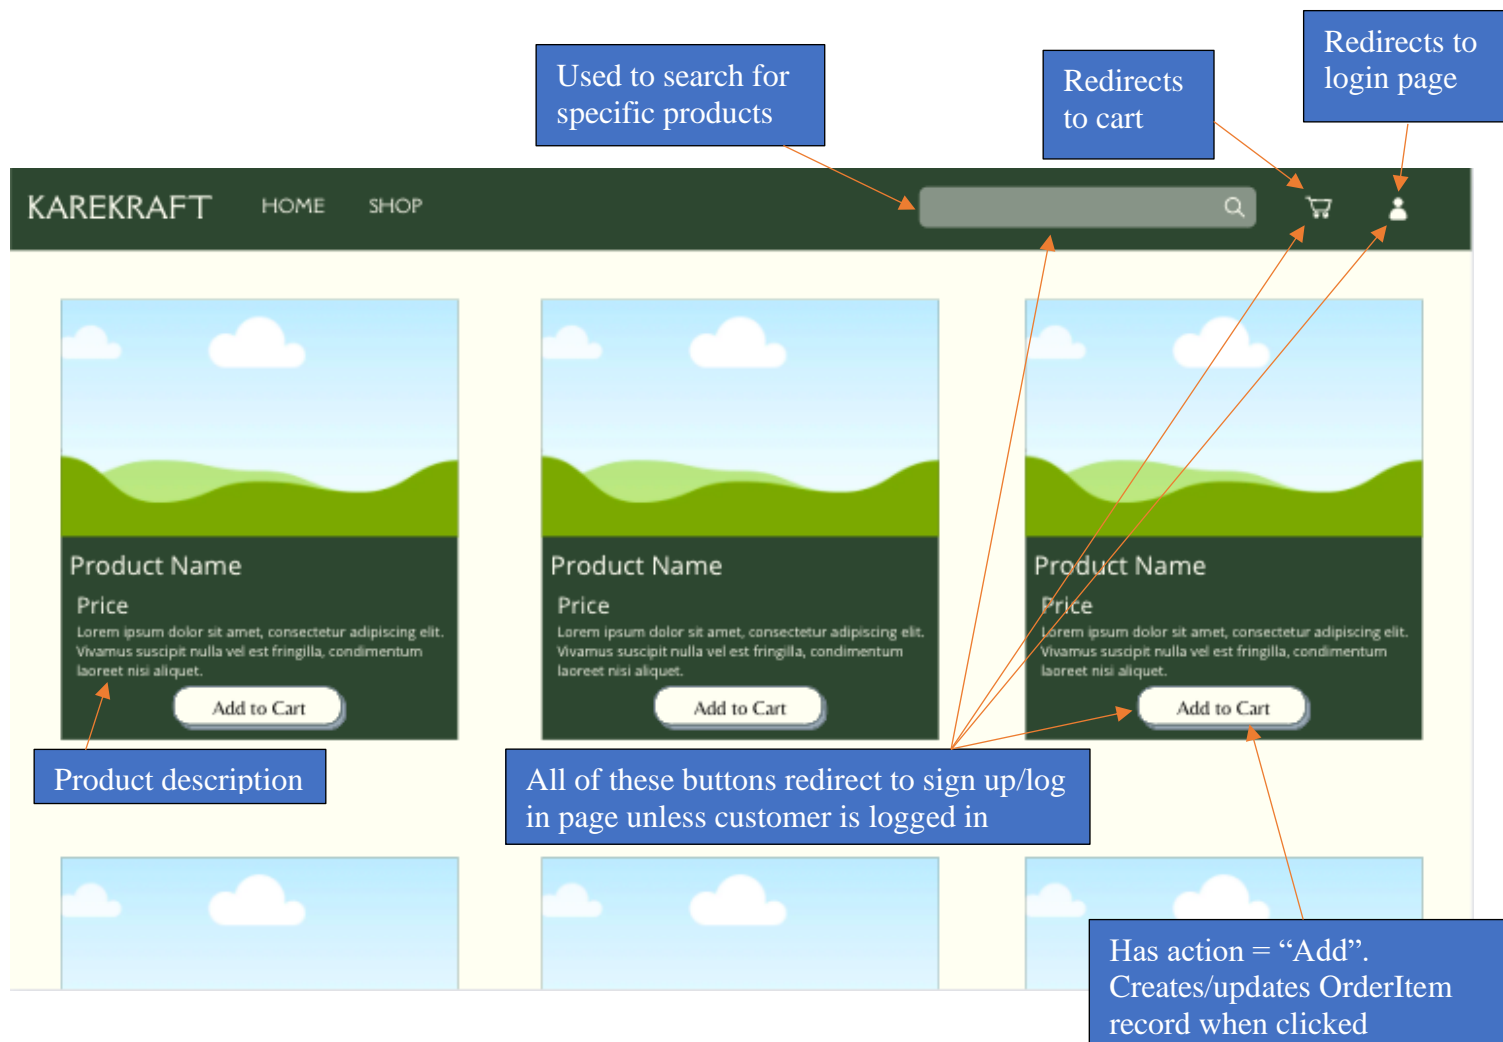 Redirects to
login page
Used to search for
specific products
Redirects
to cart
KAREKRAFT HOME SHOP
Product Name
Price
Lorem ipsum dolor sit amet, consectetur adipiscing elit.
Vivamus suscipit nulla vel est fringilla, condimentum
laoreet nisi aliquet.
Add to Cart
Product Name
Price
Lorem ipsum dolor sit amet, consectetur adipiscing elit.
Vivamus suscipit nulla vel est fringilla, condimentum
laoreet nisi aliquet.
Add to Cart
Product Name
Price
Lorem ipsum dolor sit amet, consectetur adipiscing elit.
Vivamus suscipit nulla vel est fringilla, condimentum
laoreet nisi aliquet.
Add to Cart
Product description
All of these buttons redirect to sign up/log
in page unless customer is logged in
Has action = “Add”.
Creates/updates OrderItem
record when clicked